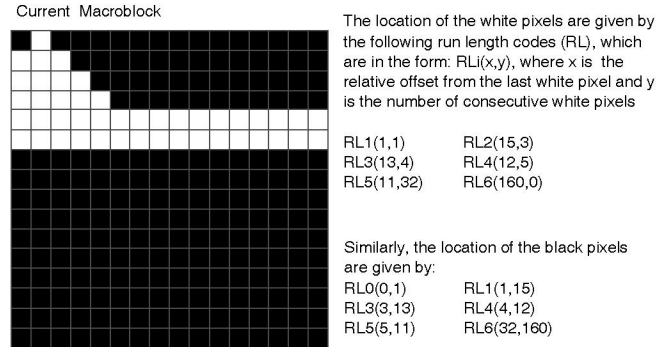 Current Macroblock
The location of the white pixels are given by
the following run length codes (RL), which
are in the form: RLi(x,y), where x is the
relative offset from the last white pixel and y
is the number of consecutive white pixels
RL1(1,1) RL2(15,3)
RL3(13,4) RL4(12,5)
RL5(11,32) RL6(160,0)
Similarly, the location of the black pixels
are given by:
RL0(0,1) RL1(1,15)
RL3(3,13) RL4(4,12)
RL5(5,11) RL6(32,160)